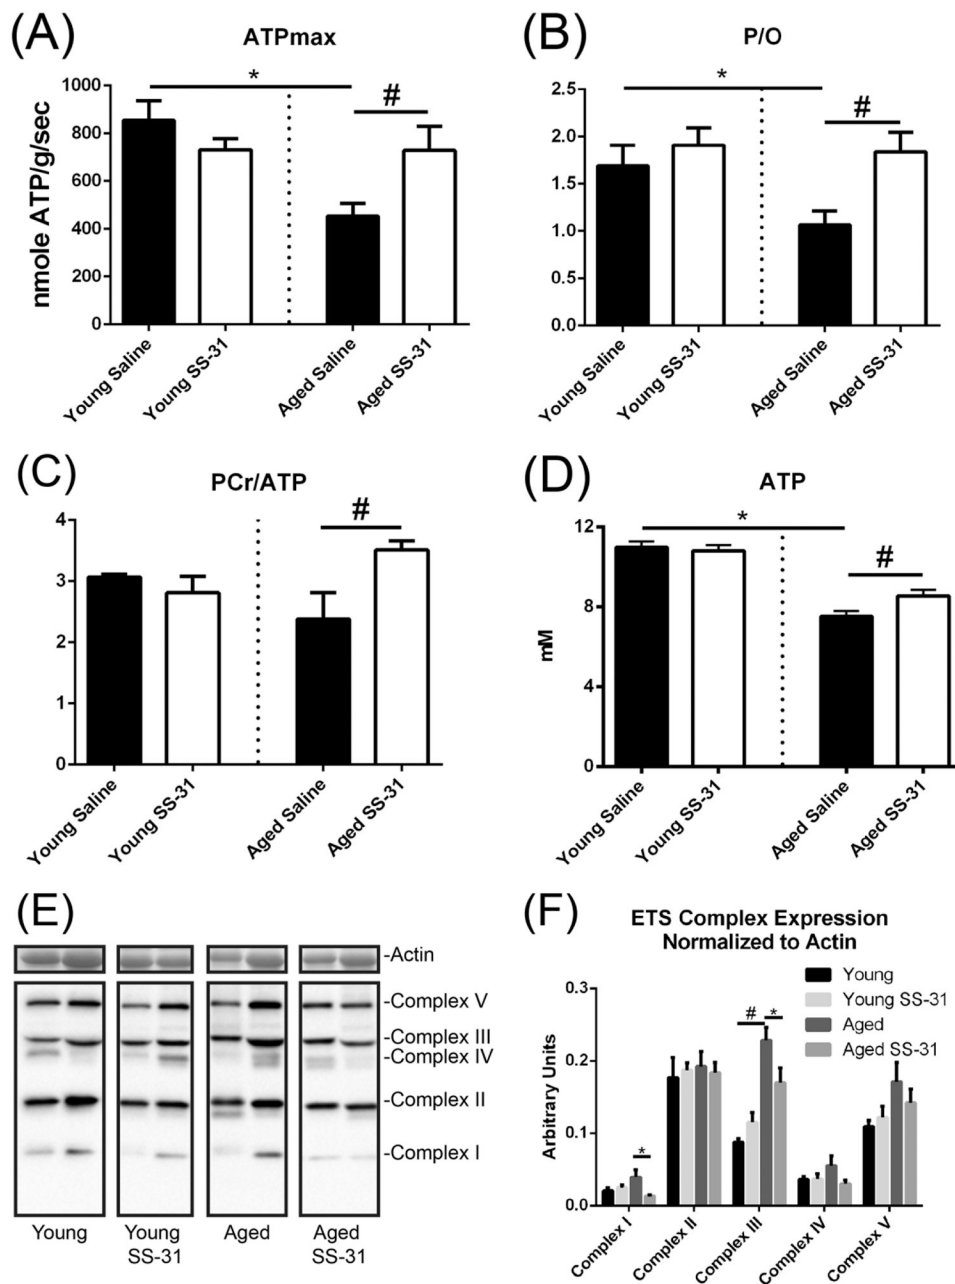 (A)
ATPmax
nmole ATP/g/sec
1000
800
600
400
200
0
*
#
Young Saline
Young SS-31
Aged Saline
Aged SS-31
(B)
P/O
2.5
2.0
1.5
1.0
0.5
0.0
*
#
Young Saline
Young SS-31
Aged Saline
Aged SS-31
(C)
PCr/ATP
4
3
2
1
0
#
Young Saline
Young SS-31
Aged Saline
Aged SS-31
(D)
ATP
mM
12
8
4
0
*
#
Young Saline
Young SS-31
Aged Saline
Aged SS-31
(E)
-Actin
-Complex V
-Complex III
-Complex IV
-Complex II
-Complex I
Young
Young
SS-31
Aged
Aged
SS-31
(F)
ETS Complex Expression
Normalized to Actin
Young
Young SS-31
Aged
Aged SS-31
Arbitrary Units
0.3
0.2
0.1
0.0
*
#
*
Complex I
Complex II
Complex III
Complex IV
Complex V